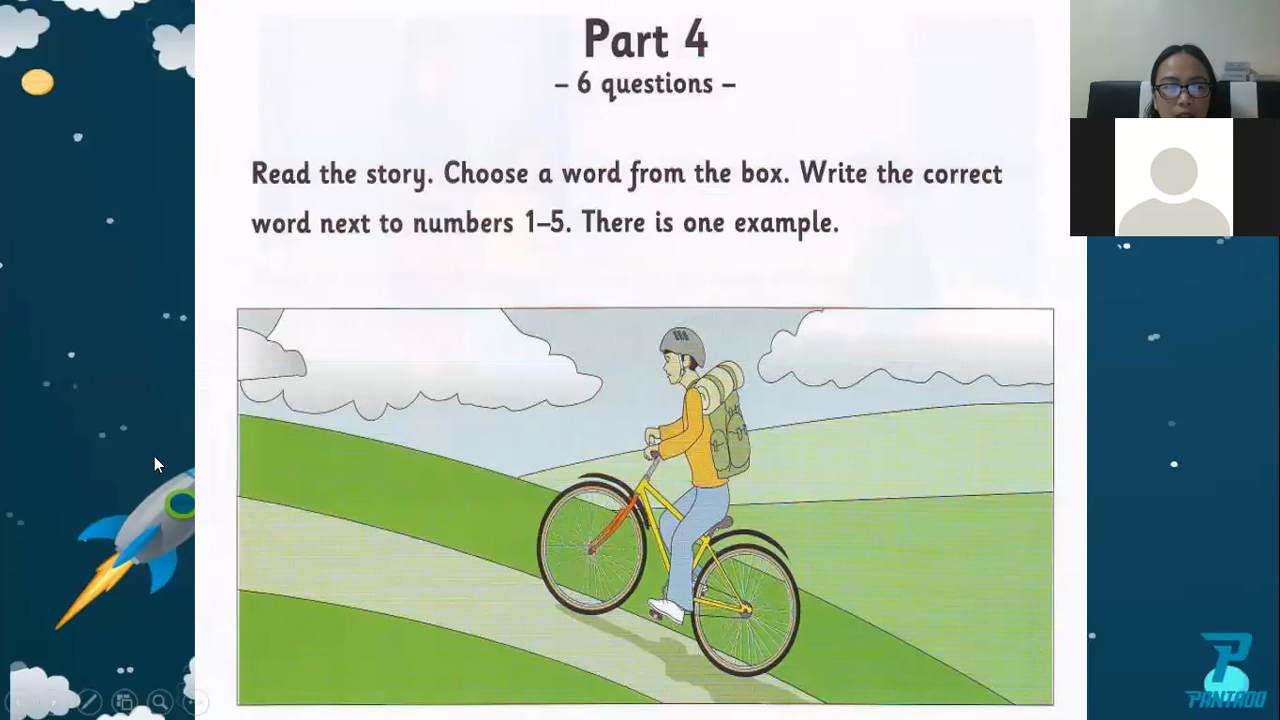 Part 4
– 6 questions –
Read the story. Choose a word from the box. Write the correct
word next to numbers 1–5. There is one example.
PANTADO